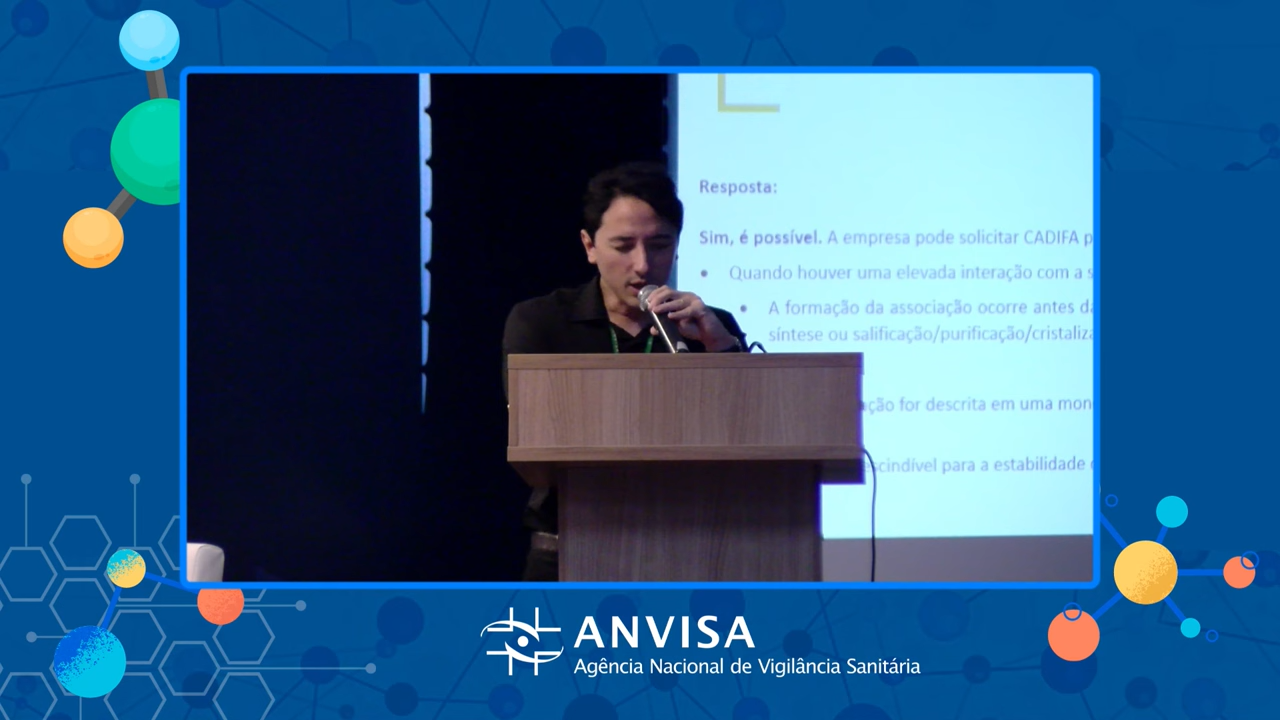 Resposta:
Sim, é possível. A empresa pode solicitar CADIFA p
Quando houver uma elevada interação com a s
A formação da associação ocorre antes da
síntese ou salificação/purificação/cristaliza
ção for descrita em uma mon
scindível para a estabilidade
ANVISA
Agência Nacional de Vigilância Sanitária